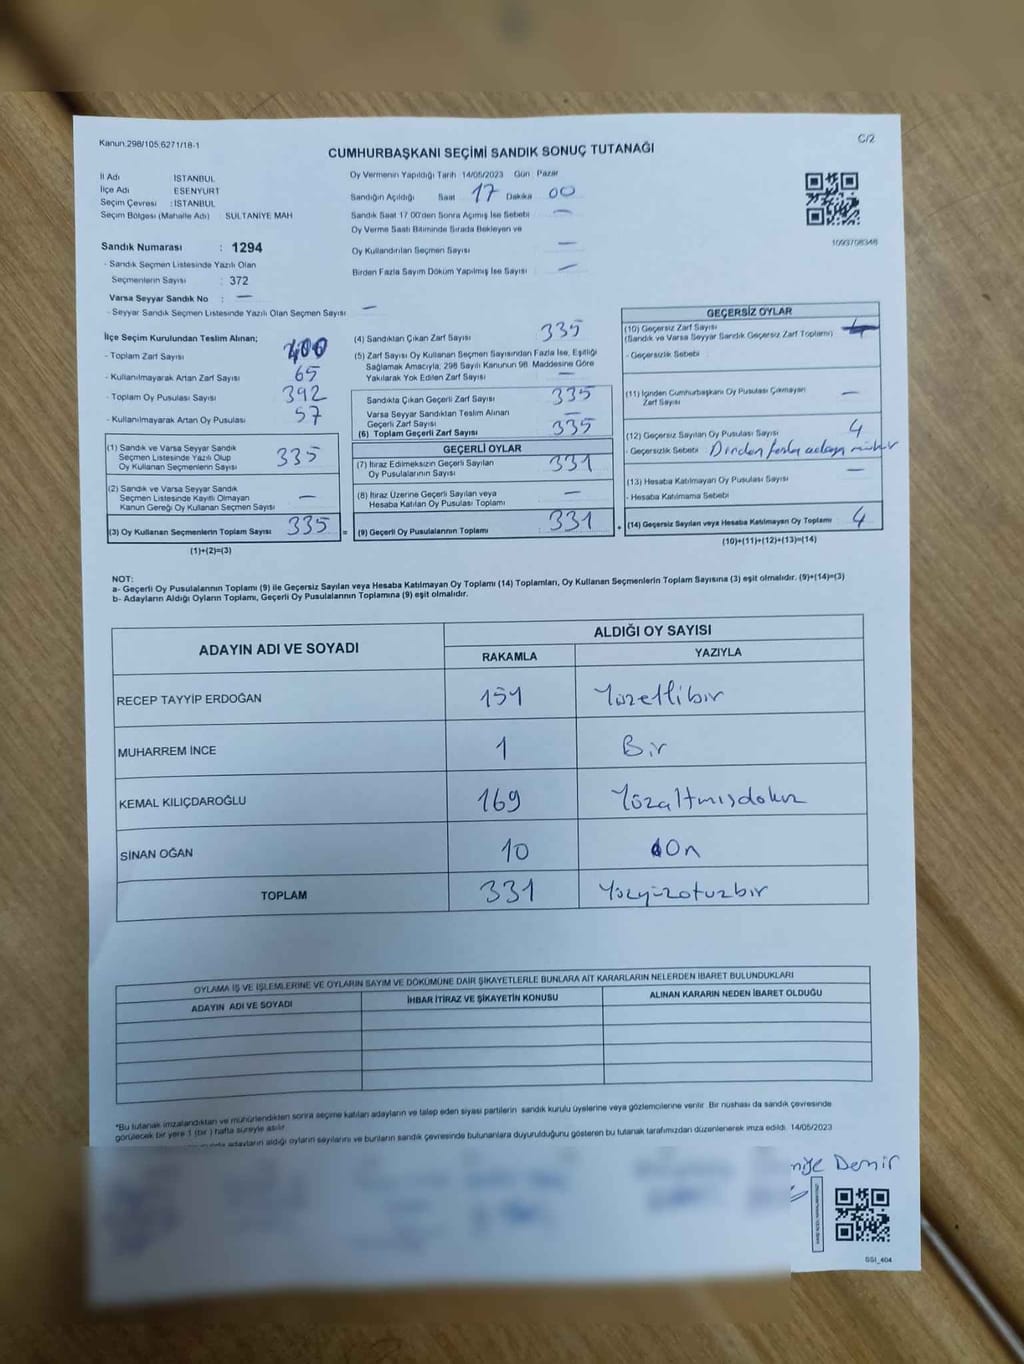 Kanun.298/105,6271/18-1
C/2
CUMHURBAŞKANI SEÇİMİ SANDIK SONUÇ TUTANAĞI
İl Adı İSTANBUL
İlçe Adı ESENYURT
Seçim Çevresi : İSTANBUL
Seçim Bölgesi (Mahalle Adı) SULTANİYE MAH
Sandık Numarası : 1294
- Sandık Seçmen Listesinde Yazılı Olan
Seçmenlerin Sayısı : 372
Varsa Seyyar Sandık No : —
- Seyyar Sandık Seçmen Listesinde Yazılı Olan Seçmen Sayısı —
Oy Vermenin Yapıldığı Tarih 14/05/2023 Gün Pazar
Sandığın Açıldığı Saat 17 Dakika 00
Sandık Saat 17 00'den Sonra Açımış İse Sebebi —
Oy Verme Saati Bitiminde Sırada Bekleyen ve
Oy Kullandırılan Seçmen Sayısı —
Birden Fazla Sayım Döküm Yapılmış İse Sayısı —
1093708348
İlçe Seçim Kurulundan Teslim Alınan;
- Toplam Zarf Sayısı 400
- Kullanılmayarak Artan Zarf Sayısı 65
- Toplam Oy Pusulası Sayısı 392
- Kullanılmayarak Artan Oy Pusulası 57
(1) Sandık ve Varsa Seyyar Sandık
Seçmen Listesinde Yazılı Olup
Oy Kullanan Seçmenlerin Sayısı 335
(2) Sandık ve Varsa Seyyar Sandık
Seçmen Listesinde Kayıtlı Olmayan
Kanun Gereği Oy Kullanan Seçmen Sayısı —
(3) Oy Kullanan Seçmenlerin Toplam Sayısı 335 =
(1)+(2)=(3)
(4) Sandıktan Çıkan Zarf Sayısı 335
(5) Zarf Sayısı Oy Kullanan Seçmen Sayısından Fazla İse, Eşitliği
Sağlamak Amacıyla, 298 Sayılı Kanunun 98. Maddesine Göre
Yakılarak Yok Edilen Zarf Sayısı —
Sandıkta Çıkan Geçerli Zarf Sayısı 335
Varsa Seyyar Sandıktan Teslim Alınan
Geçerli Zarf Sayısı —
(6) Toplam Geçerli Zarf Sayısı 335
GEÇERLİ OYLAR
(7) İtiraz Edilmeksizin Geçerli Sayılan
Oy Pusulalarının Sayısı 331
(8) İtiraz Üzerine Geçerli Sayılan veya
Hesaba Katılan Oy Pusulası Toplamı —
(9) Geçerli Oy Pusulalarının Toplamı 331 +
GEÇERSİZ OYLAR
(10) Geçersiz Zarf Sayısı
(Sandık ve Varsa Seyyar Sandık Geçersiz Zarf Toplamı)
- Geçersizlik Sebebi
(11) İçinden Cumhurbaşkanı Oy Pusulası Çıkmayan
Zarf Sayısı —
(12) Geçersiz Sayılan Oy Pusulası Sayısı 4
- Geçersizlik Sebebi Birden fazla adaya mühür
(13) Hesaba Katılmayan Oy Pusulası Sayısı —
- Hesaba Katılmama Sebebi
(14) Geçersiz Sayılan veya Hesaba Katılmayan Oy Toplamı 4
(10)+(11)+(12)+(13)=(14)
NOT:
a- Geçerli Oy Pusulalarının Toplamı (9) ile Geçersiz Sayılan veya Hesaba Katılmayan Oy Toplamı (14) Toplamları, Oy Kullanan Seçmenlerin Toplam Sayısına (3) eşit olmalıdır. (9)+(14)=(3)
b- Adayların Aldığı Oyların Toplamı, Geçerli Oy Pusulalarının Toplamına (9) eşit olmalıdır.
ADAYIN ADI VE SOYADI ALDIĞI OY SAYISI
RAKAMLA YAZIYLA
RECEP TAYYİP ERDOĞAN 151 Yüzellibir
MUHARREM İNCE 1 Bir
KEMAL KILIÇDAROĞLU 169 Yüzaltmışdokuz
SİNAN OĞAN 10 On
TOPLAM 331 Üçyüzotuzbir
OYLAMA İŞ VE İŞLEMLERİNE VE OYLARIN SAYIM VE DÖKÜMÜNE DAİR ŞİKAYETLERLE BUNLARA AİT KARARLARIN NELERDEN İBARET BULUNDUKLARI
ADAYIN ADI VE SOYADI İHBAR İTİRAZ VE ŞİKAYETİN KONUSU ALINAN KARARIN NEDEN İBARET OLDUĞU
*Bu tutanak imzalandıktan ve mühürlendikten sonra seçime katılan adayların ve talep eden siyasi partilerin sandık kurulu üyelerine veya gözlemcilerine verilir. Bir nüshası da sandık çevresinde
görülecek bir yere 1 (bir) hafta süreyle asılır.
adayların aldığı oyların sayılarını ve bunların sandık çevresinde bulunanlara duyurulduğunu gösteren bu tutanak tarafımızdan düzenlenerek imza edildi. 14/05/2023
Demir
SSİ_404